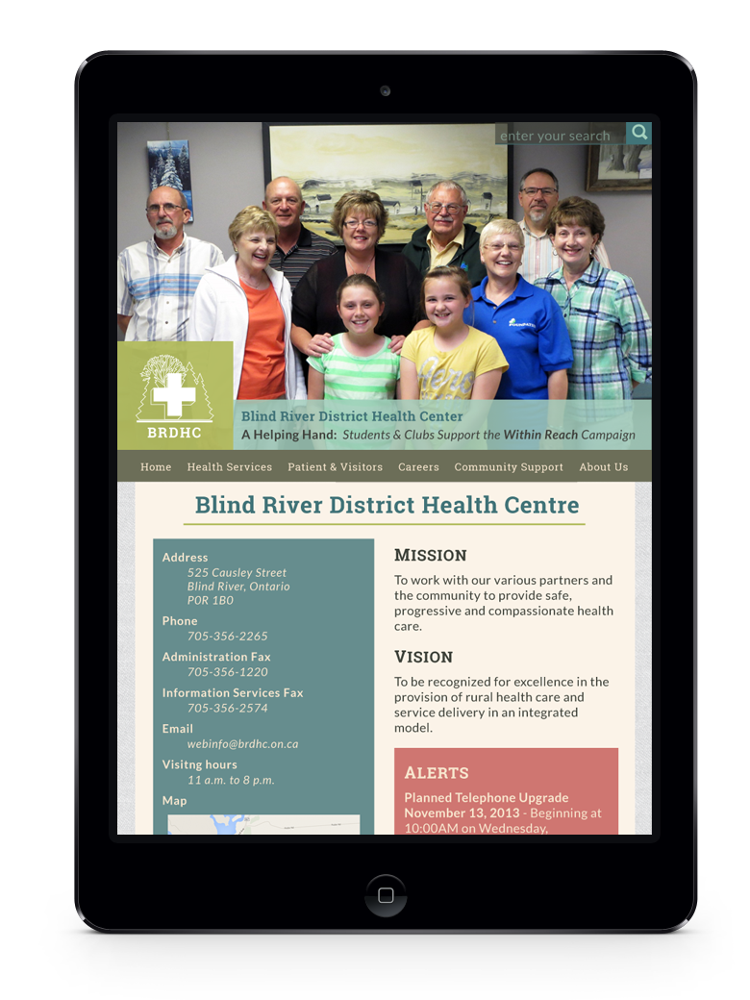 enter your search
BRDHC
Blind River District Health Center
A Helping Hand: Students & Clubs Support the Within Reach Campaign
Home Health Services Patient & Visitors Careers Community Support About Us
Blind River District Health Centre
Address
525 Causley Street
Blind River, Ontario
P0R 1B0
Phone
705-356-2265
Administration Fax
705-356-1220
Information Services Fax
705-356-2574
Email
webinfo@brdhc.on.ca
Visitng hours
11 a.m. to 8 p.m.
Map
MISSION
To work with our various partners and
the community to provide safe,
progressive and compassionate health
care.
VISION
To be recognized for excellence in the
provision of rural health care and
service delivery in an integrated
model.
ALERTS
Planned Telephone Upgrade
November 13, 2013 - Beginning at
10:00AM on Wednesday,